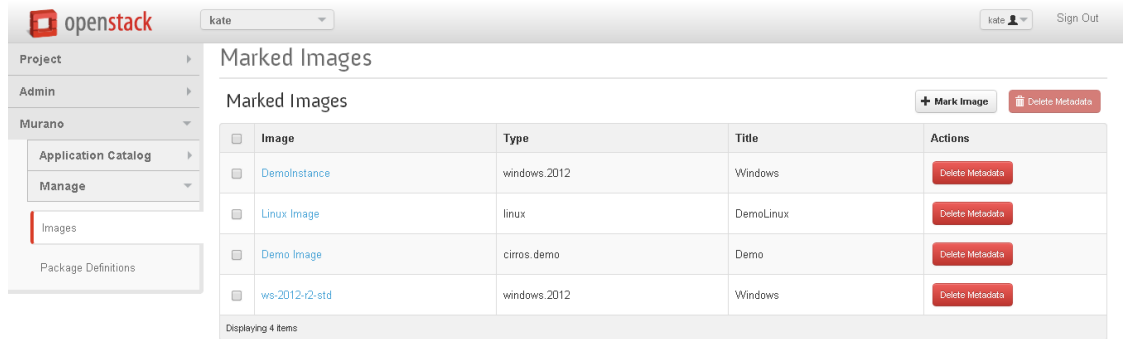 openstack kate kate Sign Out
Project
Admin
Murano
Application Catalog
Manage
Images
Package Definitions
Marked Images
Marked Images + Mark Image Delete Metadata
Image Type Title Actions
DemoInstance windows.2012 Windows Delete Metadata
Linux Image linux DemoLinux Delete Metadata
Demo Image cirros.demo Demo Delete Metadata
ws-2012-r2-std windows.2012 Windows Delete Metadata
Displaying 4 items